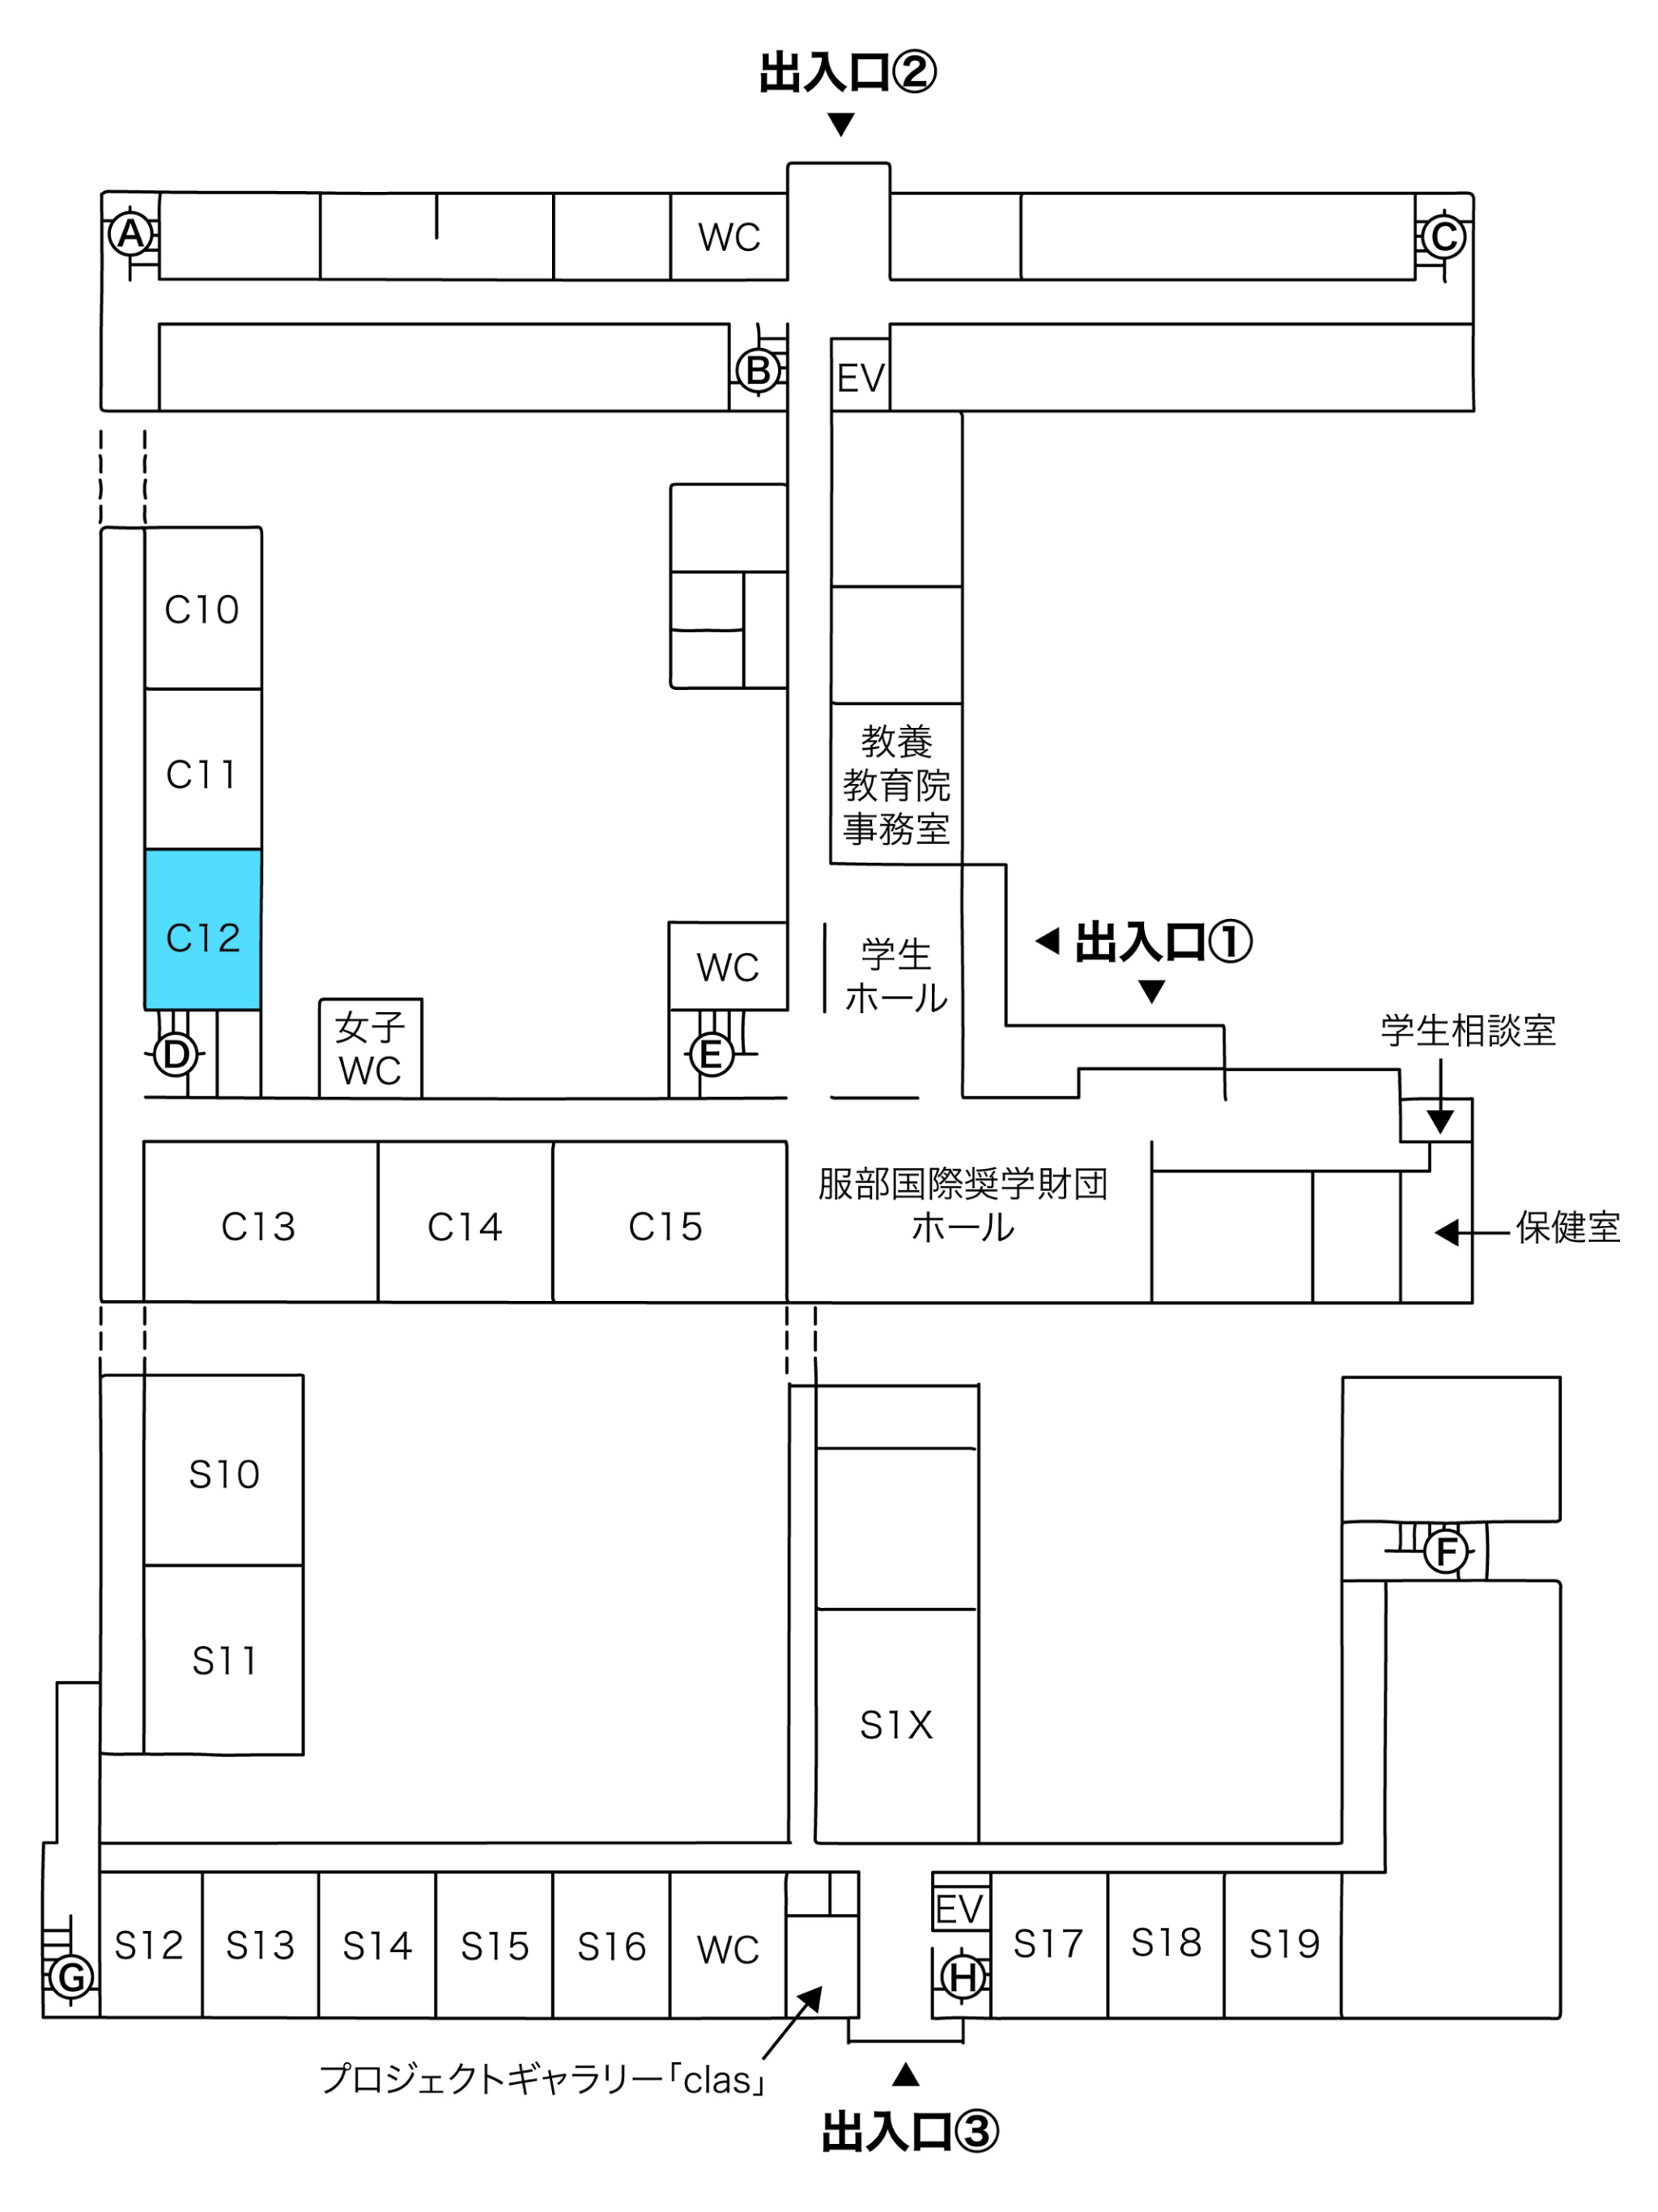 出入口②
A
WC
C
B
EV
C10
C11
教養
教育院
事務室
C12
WC
学生
ホール
出入口①
女子
WC
D
E
学生相談室
服部国際奨学財団
ホール
C13
C14
C15
保健室
S10
F
S11
S1X
EV
S12
S13
S14
S15
S16
WC
S17
S18
S19
G
H
プロジェクトギャラリー「clas」
出入口③